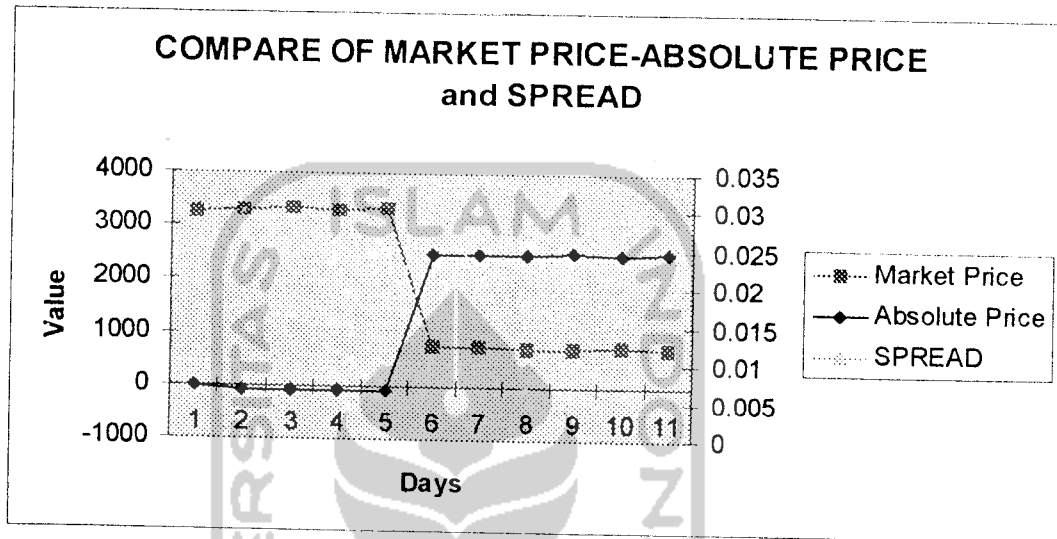 COMPARE OF MARKET PRICE-ABSOLUTE PRICE
and SPREAD
4000
3000
2000
1000
0
-1000
Value
1 2 3 4 5 6 7 8 9 10 11
Days
0.035
0.03
0.025
0.02
0.015
0.01
0.005
0
Market Price
Absolute Price
SPREAD
ISLAM